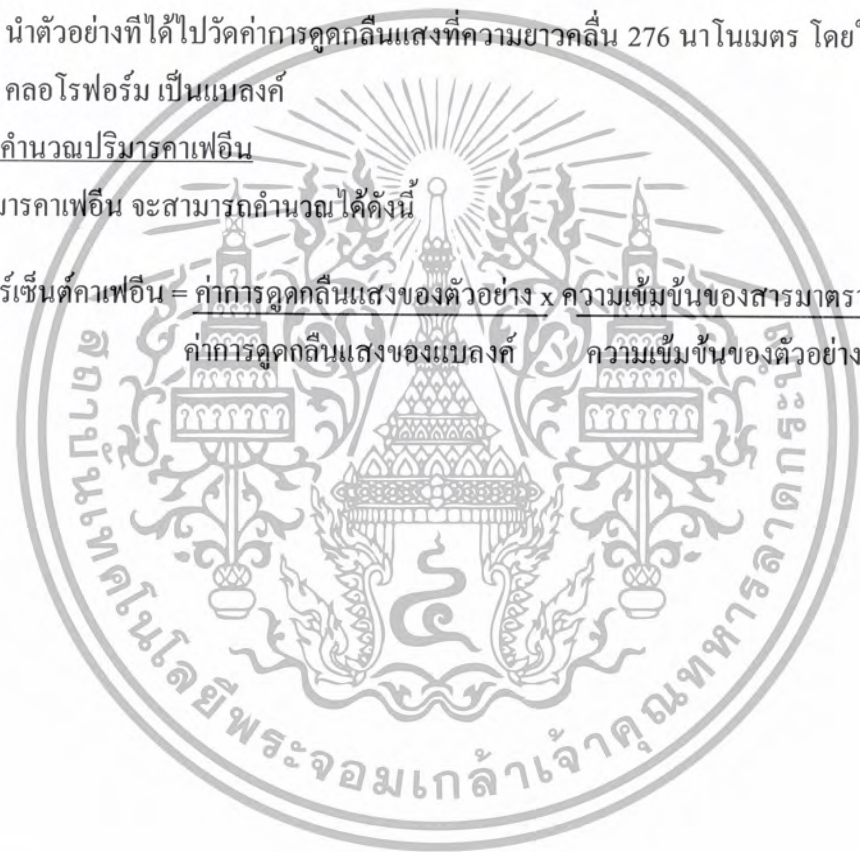 นำตัวอย่างที่ได้ไปวัดค่าการดูดกลืนแสงที่ความยาวคลื่น 276 นาโนเมตร โดย
คลอโรฟอร์ม เป็นแบลงค์
คำนวณปริมารคาเฟอีน
มารคาเฟอีน จะสามารถคำนวณได้ดังนี้
ร์เซ็นต์คาเฟอีน = ค่าการดูดกลืนแสงของตัวอย่าง x ความเข้มข้นของสารมาตรา
ค่าการดูดกลืนแสงของแบลงค์ ความเข้มข้นของตัวอย่าง
สถาบันเทคโนโลยีพระจอมเกล้าเจ้าคุณทหารลาดกระบัง